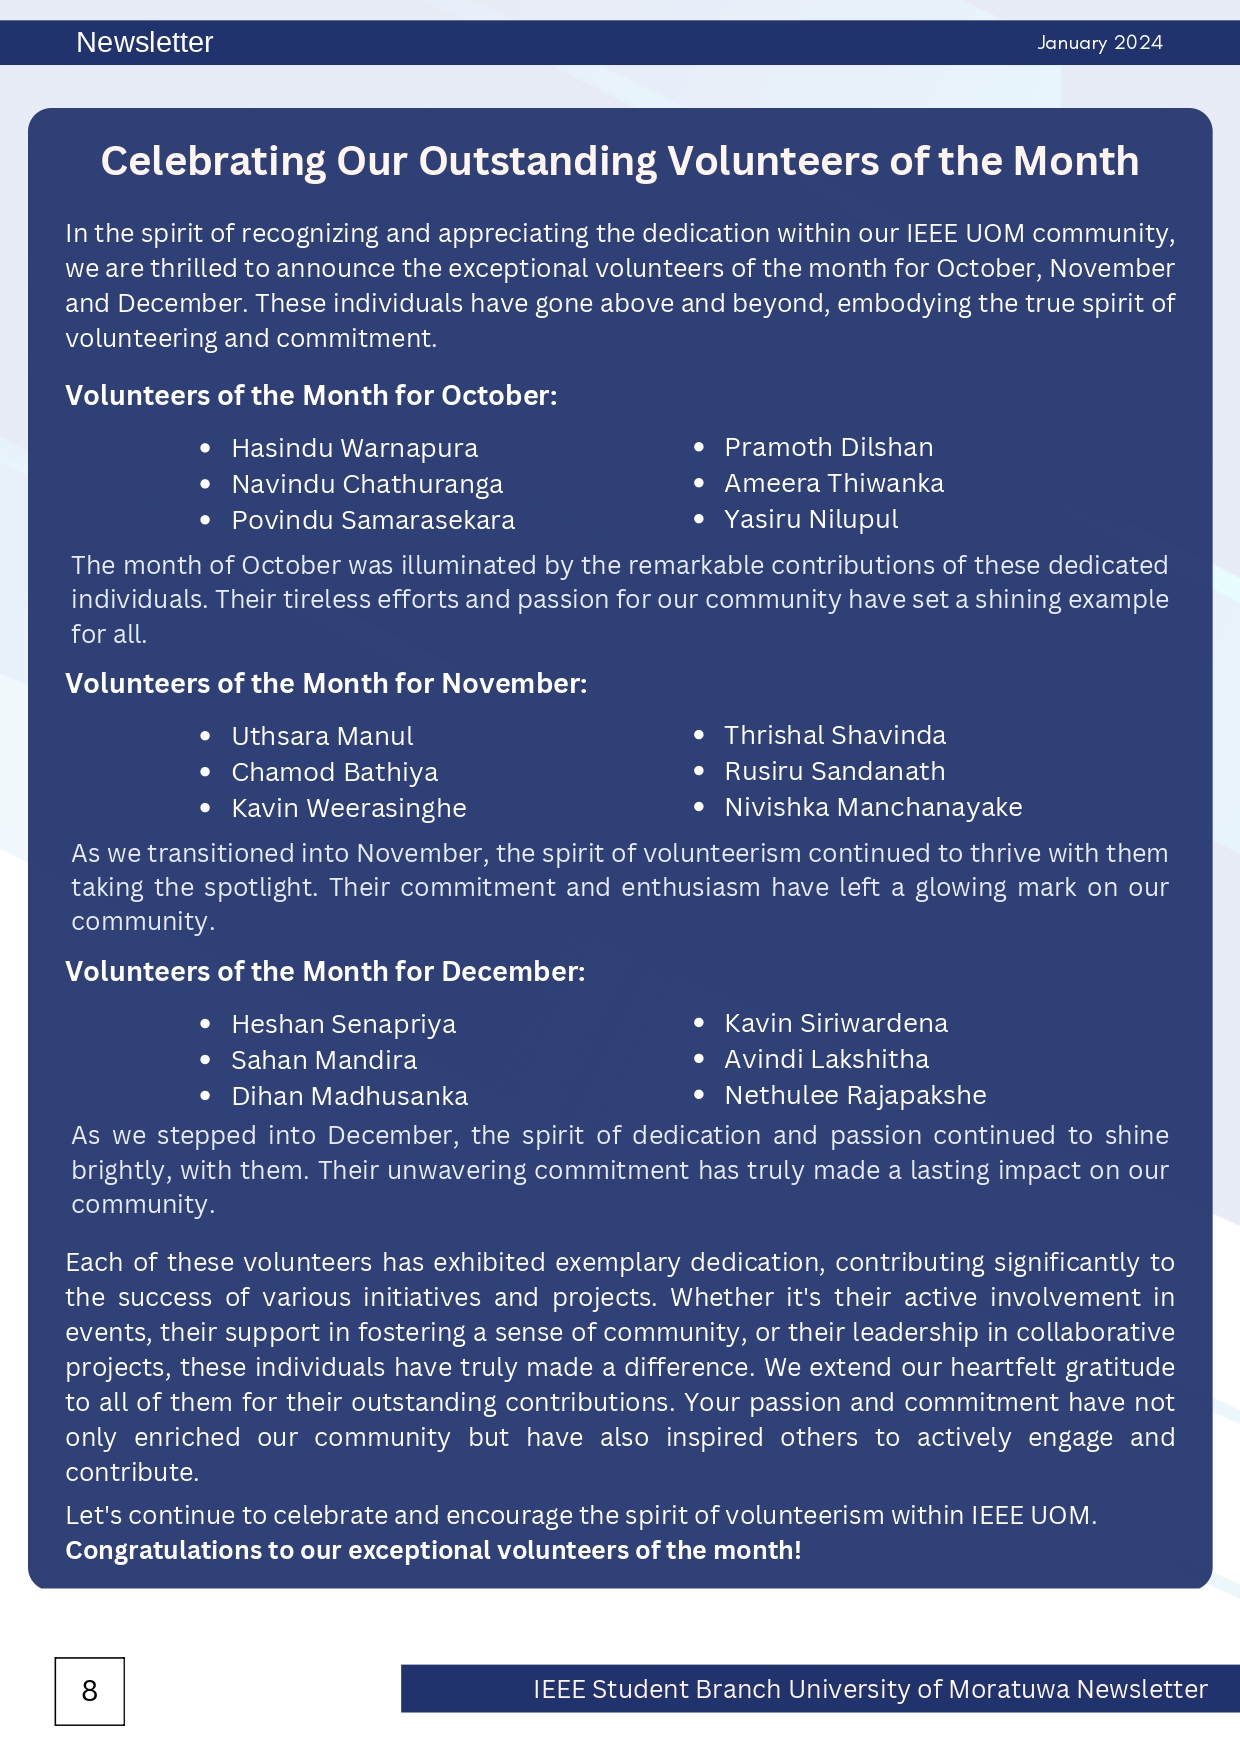 Newsletter
January 2024
Celebrating Our Outstanding Volunteers of the Month
In the spirit of recognizing and appreciating the dedication within our IEEE UOM community,
we are thrilled to announce the exceptional volunteers of the month for October, November
and December. These individuals have gone above and beyond, embodying the true spirit of
volunteering and commitment.
Volunteers of the Month for October:
• Hasindu Warnapura
• Navindu Chathuranga
• Povindu Samarasekara
• Pramoth Dilshan
• Ameera Thiwanka
• Yasiru Nilupul
The month of October was illuminated by the remarkable contributions of these dedicated
individuals. Their tireless efforts and passion for our community have set a shining example
for all.
Volunteers of the Month for November:
• Uthsara Manul
• Chamod Bathiya
• Kavin Weerasinghe
• Thrishal Shavinda
• Rusiru Sandanath
• Nivishka Manchanayake
As we transitioned into November, the spirit of volunteerism continued to thrive with them
taking the spotlight. Their commitment and enthusiasm have left a glowing mark on our
community.
Volunteers of the Month for December:
• Heshan Senapriya
• Sahan Mandira
• Dihan Madhusanka
• Kavin Siriwardena
• Avindi Lakshitha
• Nethulee Rajapakshe
As we stepped into December, the spirit of dedication and passion continued to shine
brightly, with them. Their unwavering commitment has truly made a lasting impact on our
community.
Each of these volunteers has exhibited exemplary dedication, contributing significantly to
the success of various initiatives and projects. Whether it's their active involvement in
events, their support in fostering a sense of community, or their leadership in collaborative
projects, these individuals have truly made a difference. We extend our heartfelt gratitude
to all of them for their outstanding contributions. Your passion and commitment have not
only enriched our community but have also inspired others to actively engage and
contribute.
Let's continue to celebrate and encourage the spirit of volunteerism within IEEE UOM.
Congratulations to our exceptional volunteers of the month!
8
IEEE Student Branch University of Moratuwa Newsletter